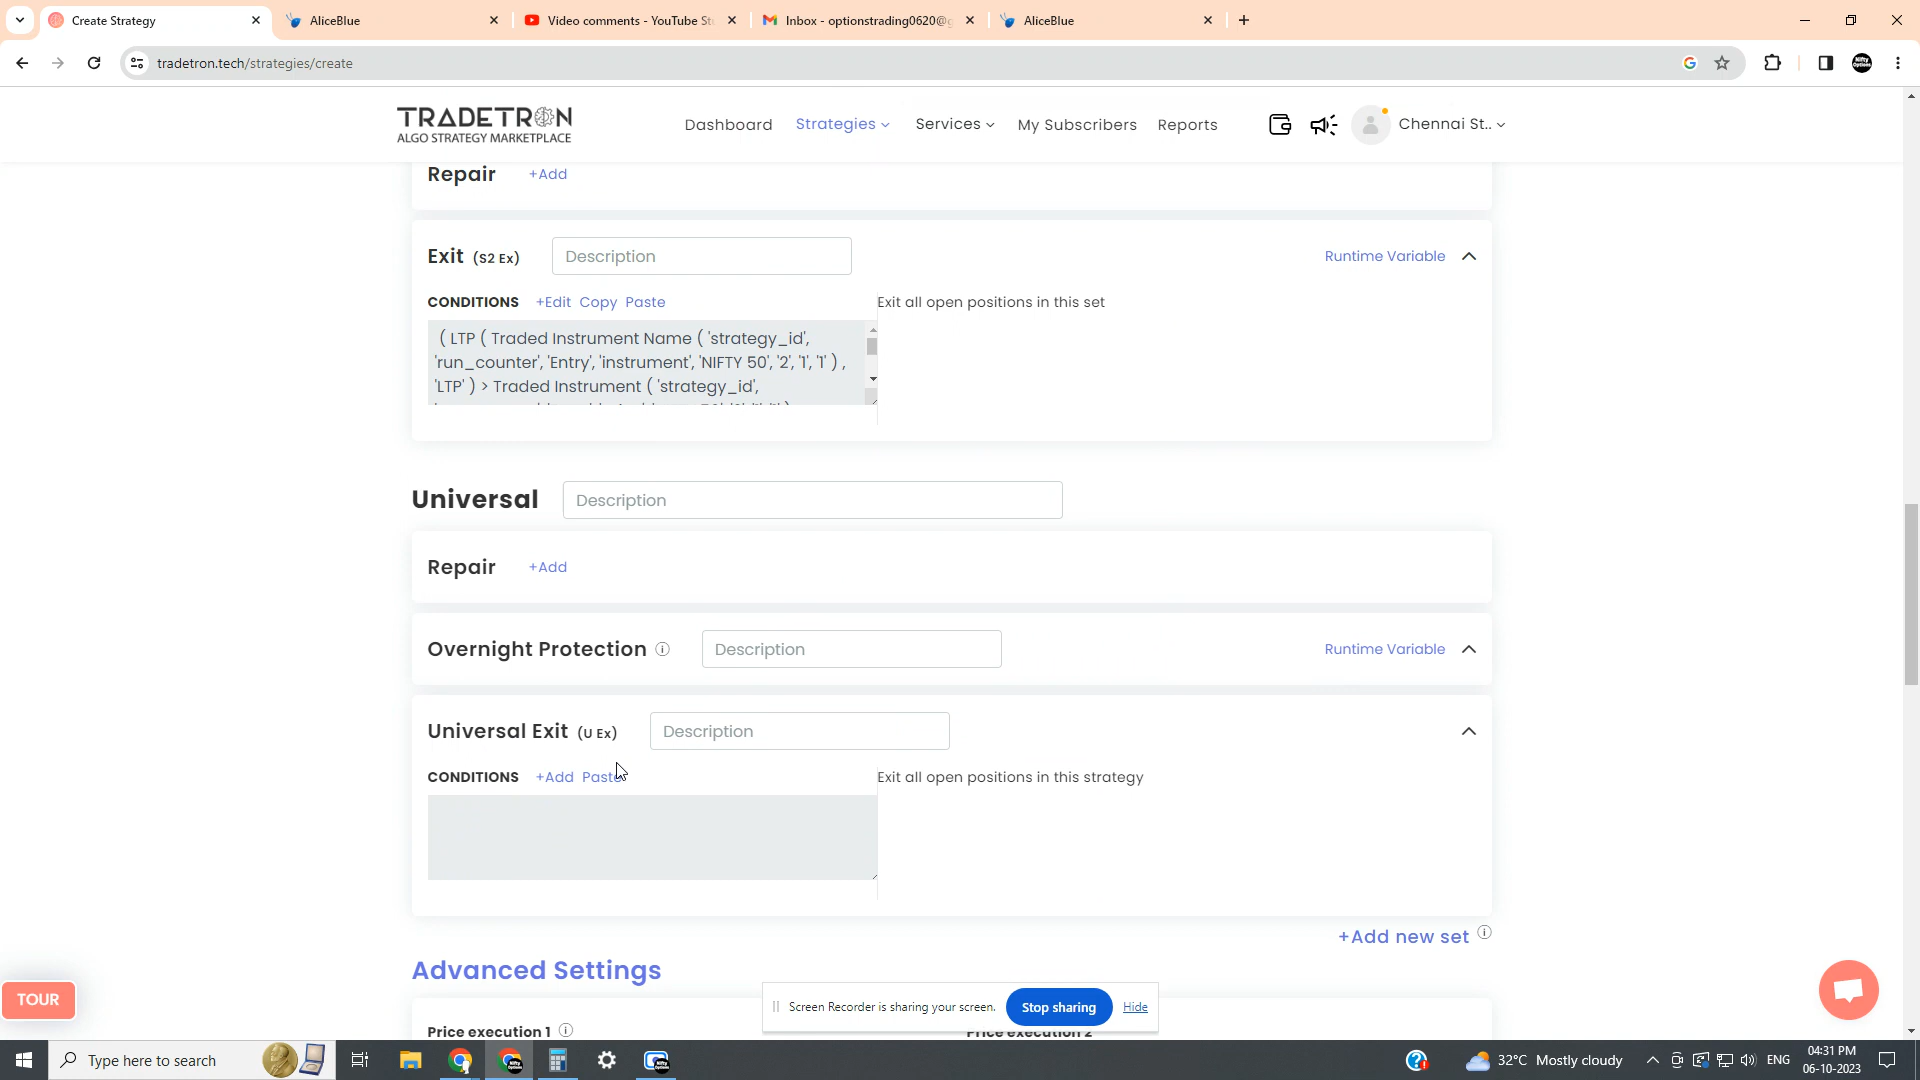 Create Strategy
AliceBlue
Video comments - YouTube St
Inbox - optionstrading0620@g
AliceBlue
tradetron.tech/strategies/create
TRADETRON
ALGO STRATEGY MARKETPLACE
Dashboard
Strategies
Services
My Subscribers
Reports
Chennai St..
Repair +Add
Exit (S2 Ex) Description Runtime Variable
CONDITIONS +Edit Copy Paste Exit all open positions in this set
( LTP ( Traded Instrument Name ( 'strategy_id',
'run_counter', 'Entry', 'instrument', 'NIFTY 50', '2', '1', '1' ) ,
'LTP' ) > Traded Instrument ( 'strategy_id',
Universal Description
Repair +Add
Overnight Protection Description Runtime Variable
Universal Exit (U Ex) Description
CONDITIONS +Add Paste Exit all open positions in this strategy
+Add new set
Advanced Settings
TOUR
Screen Recorder is sharing your screen. Stop sharing Hide
Price execution 1 Price execution 2
Type here to search
32°C Mostly cloudy
ENG
04:31 PM
06-10-2023